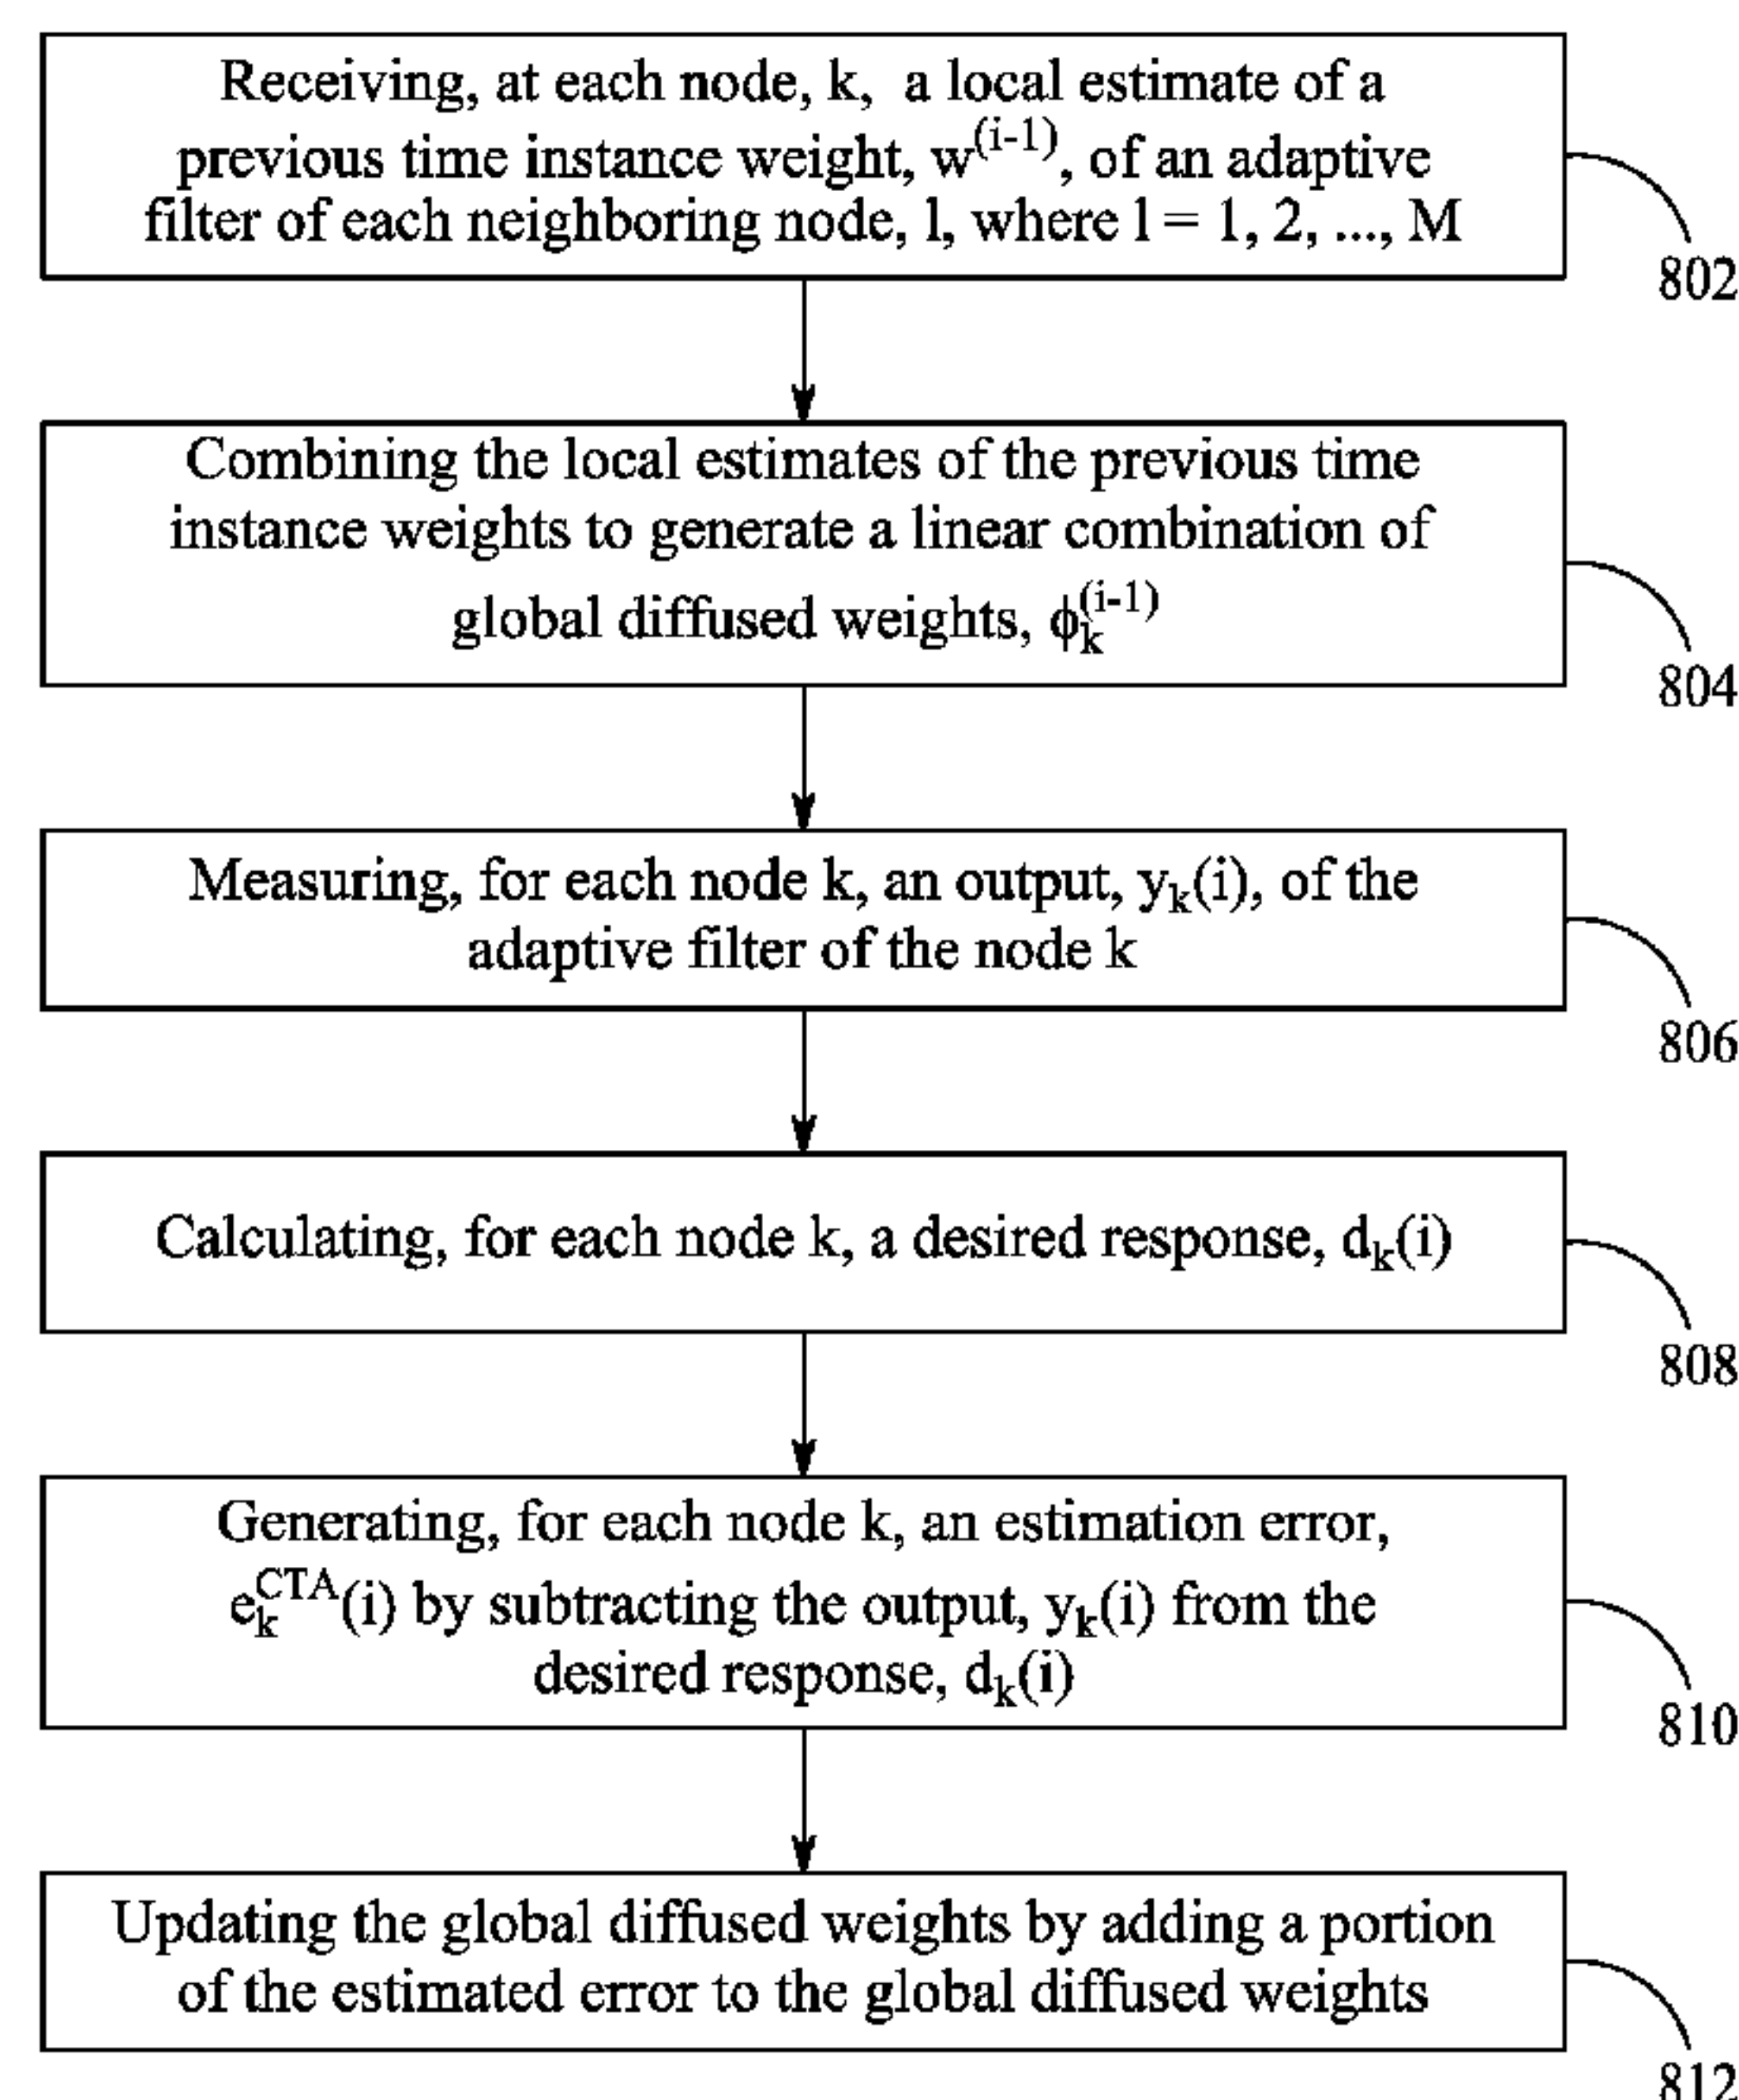 Receiving, at each node, k, a local estimate of a
previous time instance weight, w^(i-1), of an adaptive
filter of each neighboring node, l, where l = 1, 2, ..., M
802
Combining the local estimates of the previous time
instance weights to generate a linear combination of
global diffused weights, ϕ_k^(i-1)
804
Measuring, for each node k, an output, y_k(i), of the
adaptive filter of the node k
806
Calculating, for each node k, a desired response, d_k(i)
808
Generating, for each node k, an estimation error,
e_k^CTA(i) by subtracting the output, y_k(i) from the
desired response, d_k(i)
810
Updating the global diffused weights by adding a portion
of the estimated error to the global diffused weights
812